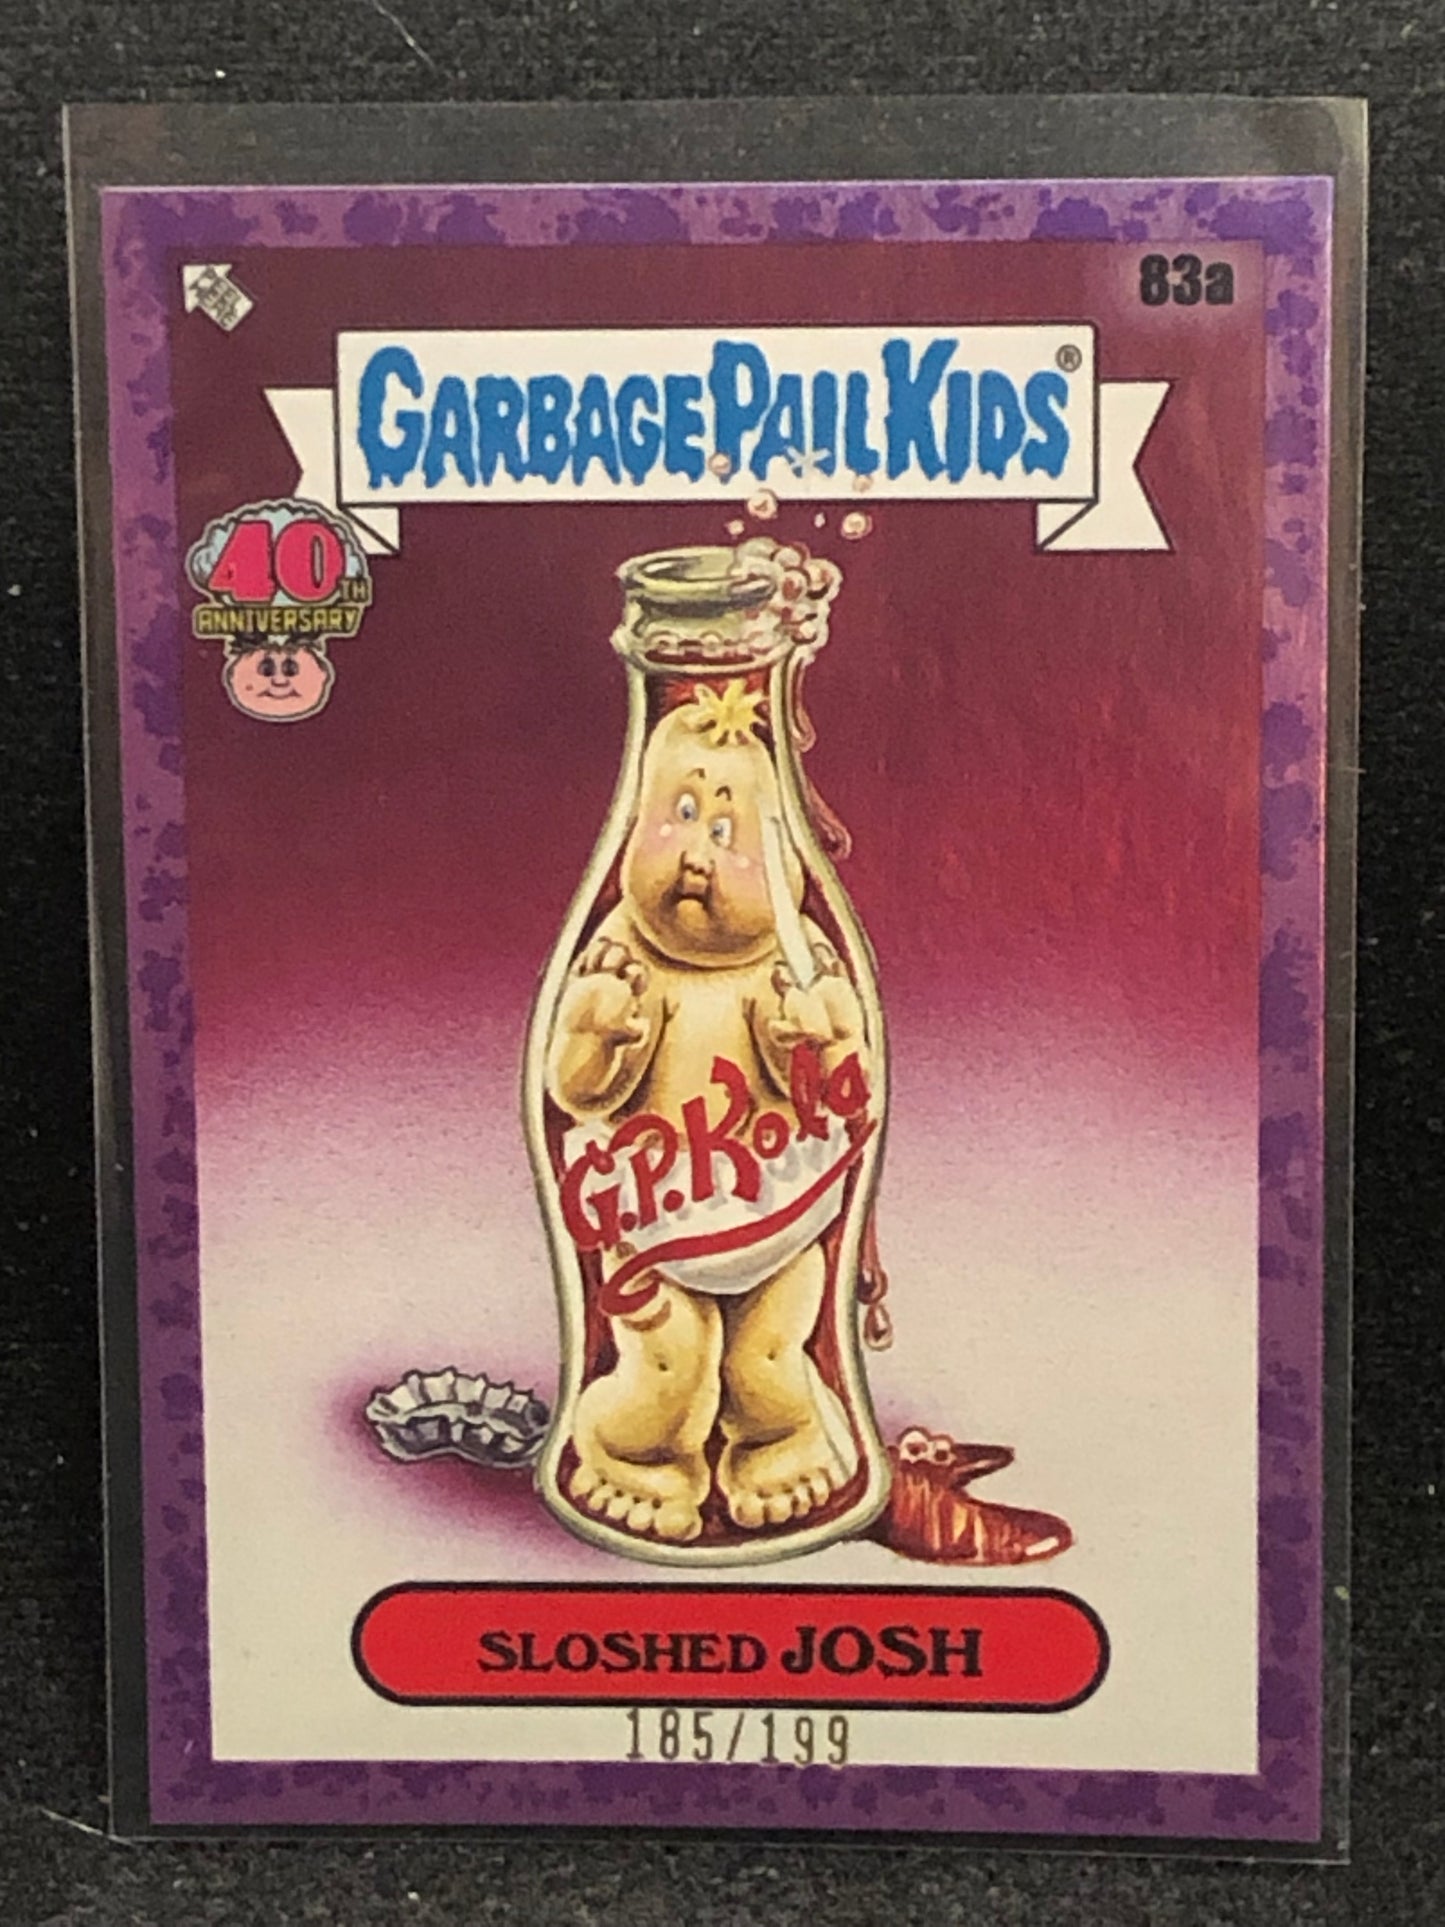 83a
GARBAGE PAIL KIDS®
40TH
ANNIVERSARY
G.P. Kola
SLOSHED JOSH
185/199